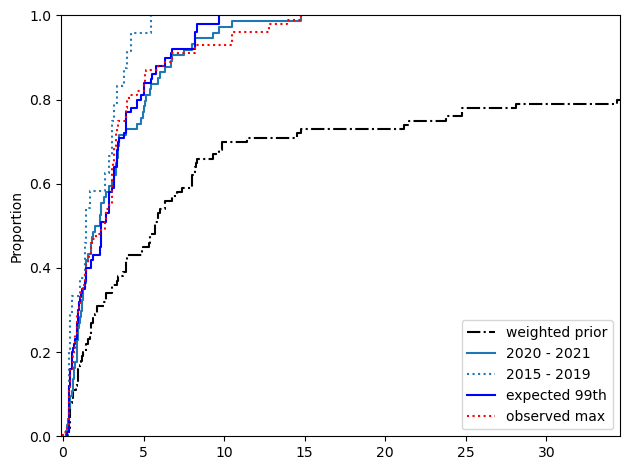 1.0
0.8
0.6
0.4
0.2
0.0
Proportion
0 5 10 15 20 25 30
weighted prior
2020 - 2021
2015 - 2019
expected 99th
observed max